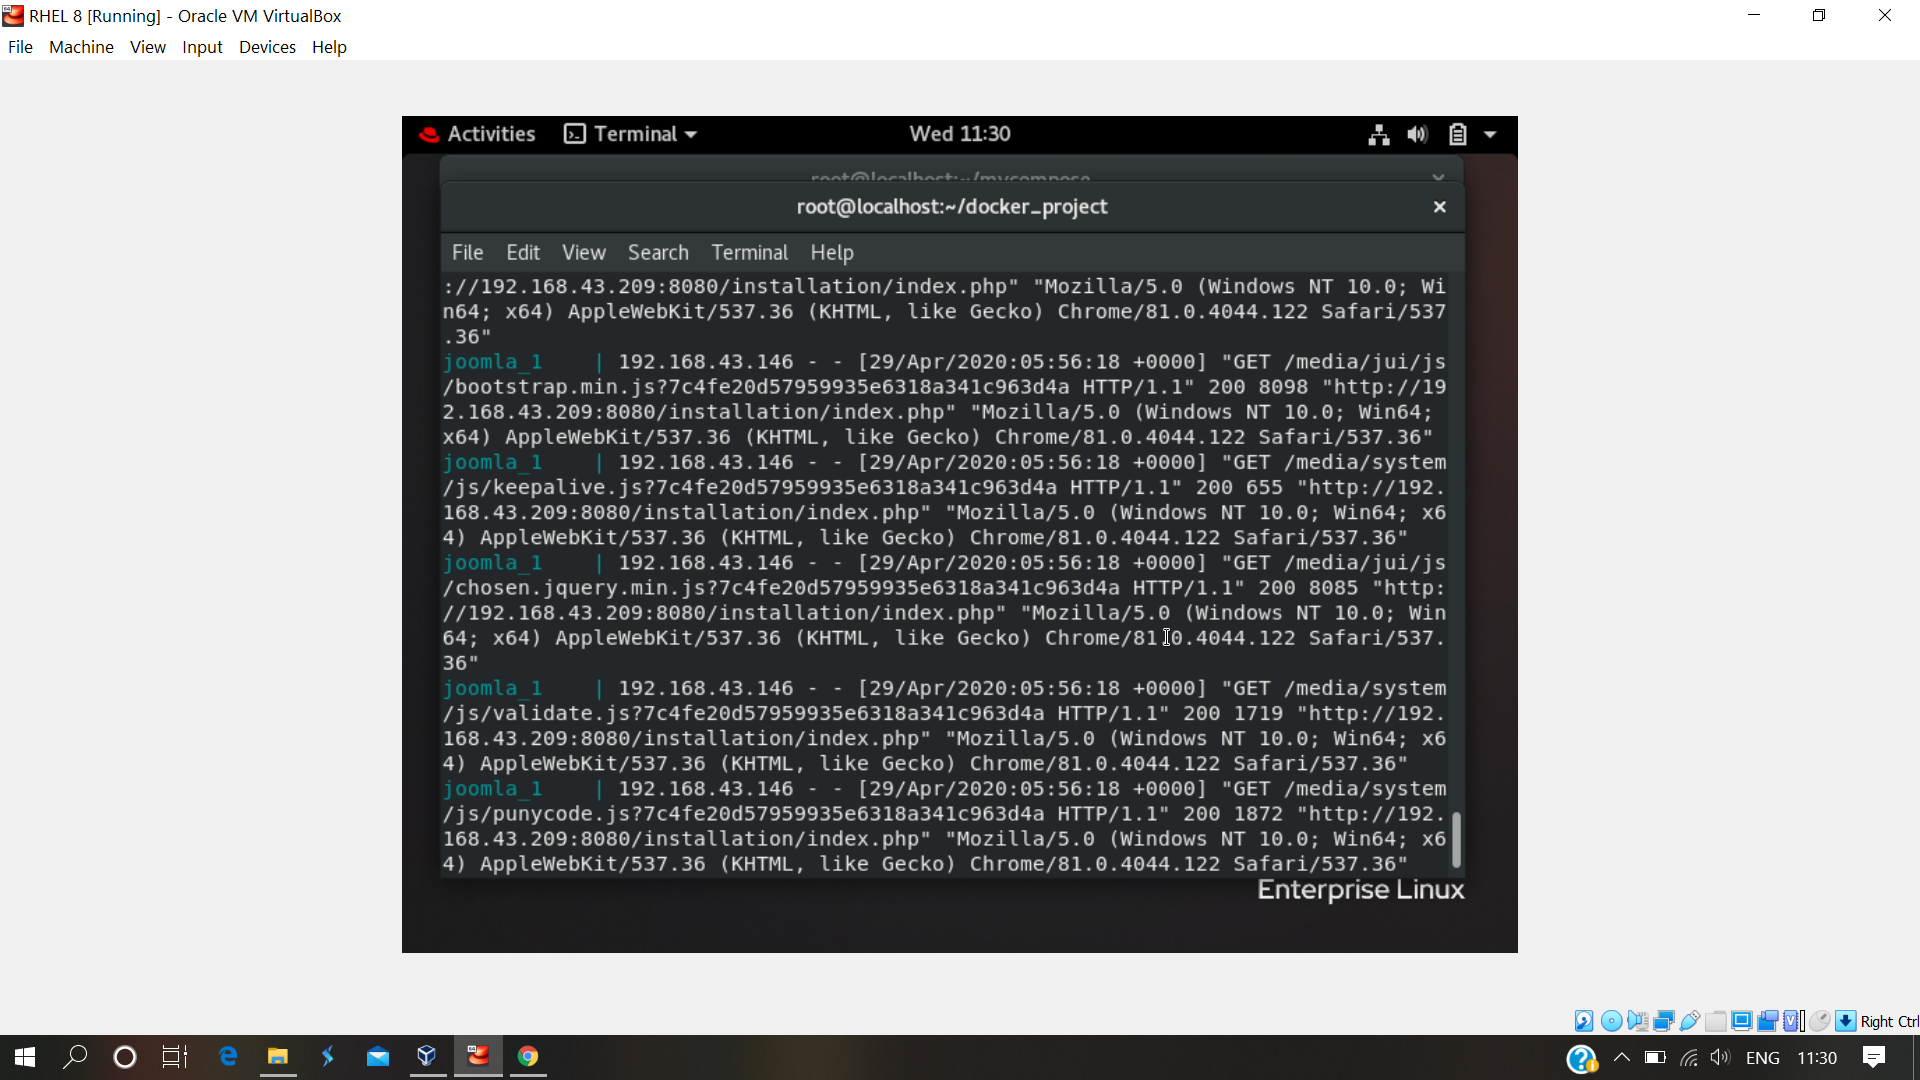 RHEL 8 [Running] - Oracle VM VirtualBox
File Machine View Input Devices Help
Activities Terminal Wed 11:30
root@localhost:~/mycompose
root@localhost:~/docker_project
File Edit View Search Terminal Help
://192.168.43.209:8080/installation/index.php" "Mozilla/5.0 (Windows NT 10.0; Wi
n64; x64) AppleWebKit/537.36 (KHTML, like Gecko) Chrome/81.0.4044.122 Safari/537
.36"
joomla_1 | 192.168.43.146 - - [29/Apr/2020:05:56:18 +0000] "GET /media/jui/js
/bootstrap.min.js?7c4fe20d57959935e6318a341c963d4a HTTP/1.1" 200 8098 "http://19
2.168.43.209:8080/installation/index.php" "Mozilla/5.0 (Windows NT 10.0; Win64;
x64) AppleWebKit/537.36 (KHTML, like Gecko) Chrome/81.0.4044.122 Safari/537.36"
joomla_1 | 192.168.43.146 - - [29/Apr/2020:05:56:18 +0000] "GET /media/system
/js/keepalive.js?7c4fe20d57959935e6318a341c963d4a HTTP/1.1" 200 655 "http://192.
168.43.209:8080/installation/index.php" "Mozilla/5.0 (Windows NT 10.0; Win64; x6
4) AppleWebKit/537.36 (KHTML, like Gecko) Chrome/81.0.4044.122 Safari/537.36"
joomla_1 | 192.168.43.146 - - [29/Apr/2020:05:56:18 +0000] "GET /media/jui/js
/chosen.jquery.min.js?7c4fe20d57959935e6318a341c963d4a HTTP/1.1" 200 8085 "http:
//192.168.43.209:8080/installation/index.php" "Mozilla/5.0 (Windows NT 10.0; Win
64; x64) AppleWebKit/537.36 (KHTML, like Gecko) Chrome/81.0.4044.122 Safari/537.
36"
joomla_1 | 192.168.43.146 - - [29/Apr/2020:05:56:18 +0000] "GET /media/system
/js/validate.js?7c4fe20d57959935e6318a341c963d4a HTTP/1.1" 200 1719 "http://192.
168.43.209:8080/installation/index.php" "Mozilla/5.0 (Windows NT 10.0; Win64; x6
4) AppleWebKit/537.36 (KHTML, like Gecko) Chrome/81.0.4044.122 Safari/537.36"
joomla_1 | 192.168.43.146 - - [29/Apr/2020:05:56:18 +0000] "GET /media/system
/js/punycode.js?7c4fe20d57959935e6318a341c963d4a HTTP/1.1" 200 1872 "http://192.
168.43.209:8080/installation/index.php" "Mozilla/5.0 (Windows NT 10.0; Win64; x6
4) AppleWebKit/537.36 (KHTML, like Gecko) Chrome/81.0.4044.122 Safari/537.36"
Enterprise Linux
Right Ctrl
ENG 11:30